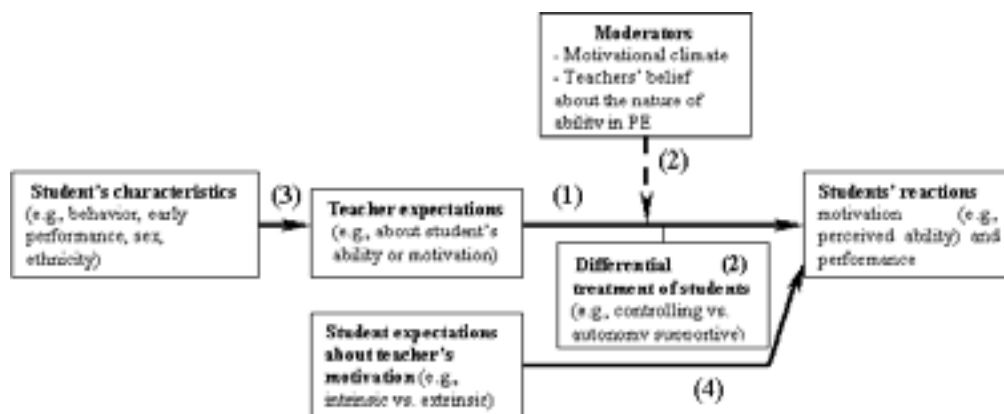 Moderators
- Motivational climate
- Teachers' belief
about the nature of
ability in PE
(2)
Student's characteristics
(e.g., behavior, early
performance, sex,
ethnicity)
(3)
Teacher expectations
(e.g., about student's
ability or motivation)
(1)
Students' reactions
motivation (e.g.,
perceived ability) and
performance
Differential (2)
treatment of students
(e.g., controlling vs.
autonomy supportive)
Student expectations
about teacher's
motivation (e.g.,
intrinsic vs. extrinsic)
(4)